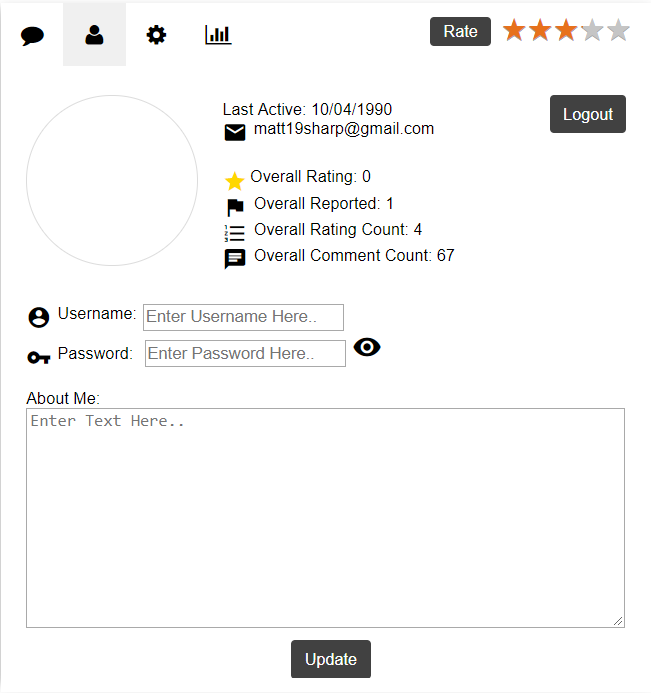 Rate
Last Active: 10/04/1990
matt19sharp@gmail.com
Logout
Overall Rating: 0
Overall Reported: 1
Overall Rating Count: 4
Overall Comment Count: 67
Username: Enter Username Here..
Password: Enter Password Here..
About Me:
Enter Text Here..
Update